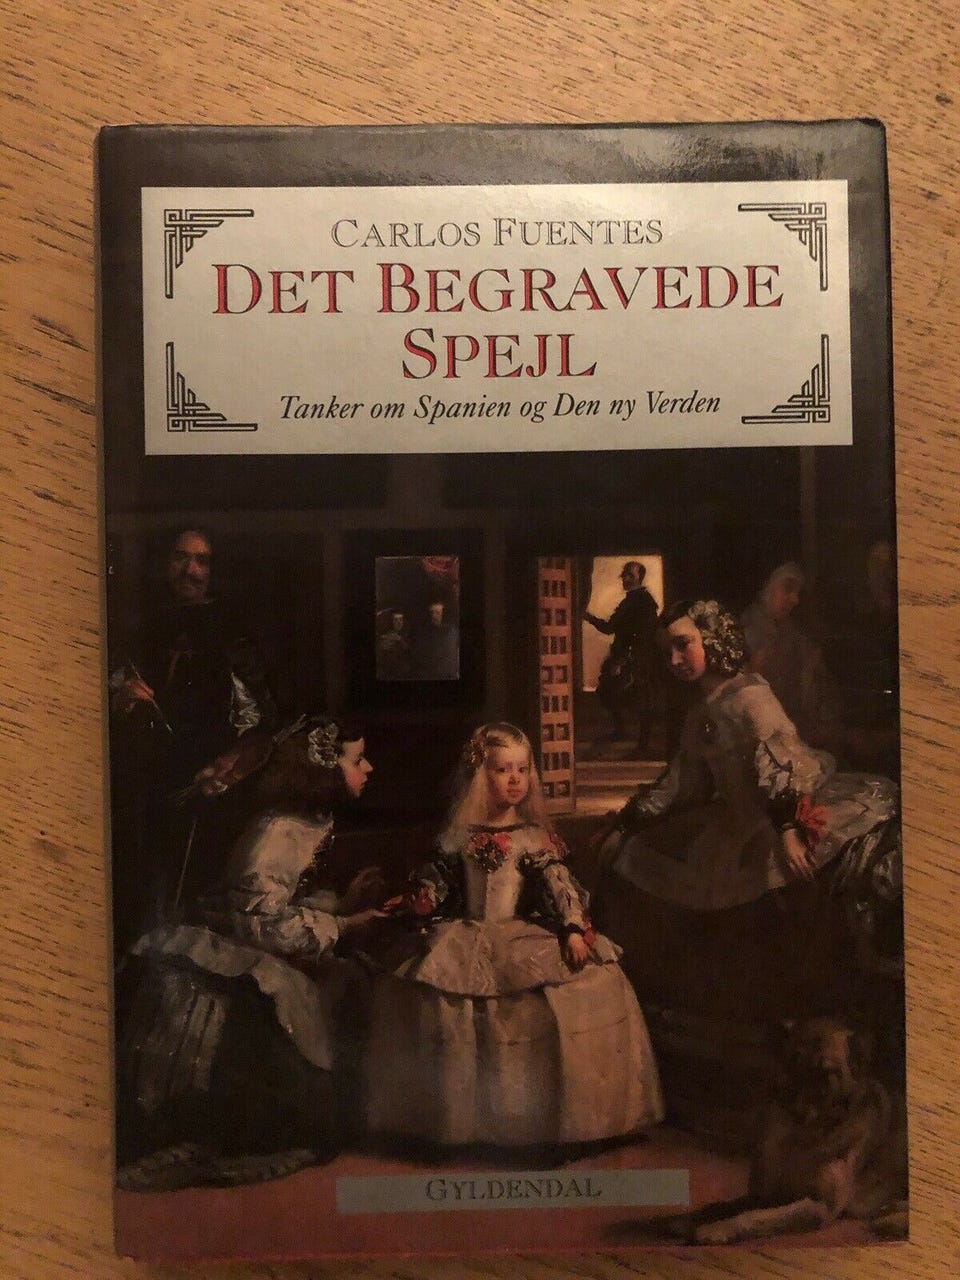 CARLOS FUENTES
DET BEGRAVEDE
SPEJL
Tanker om Spanien og Den ny Verden
GYLDENDAL